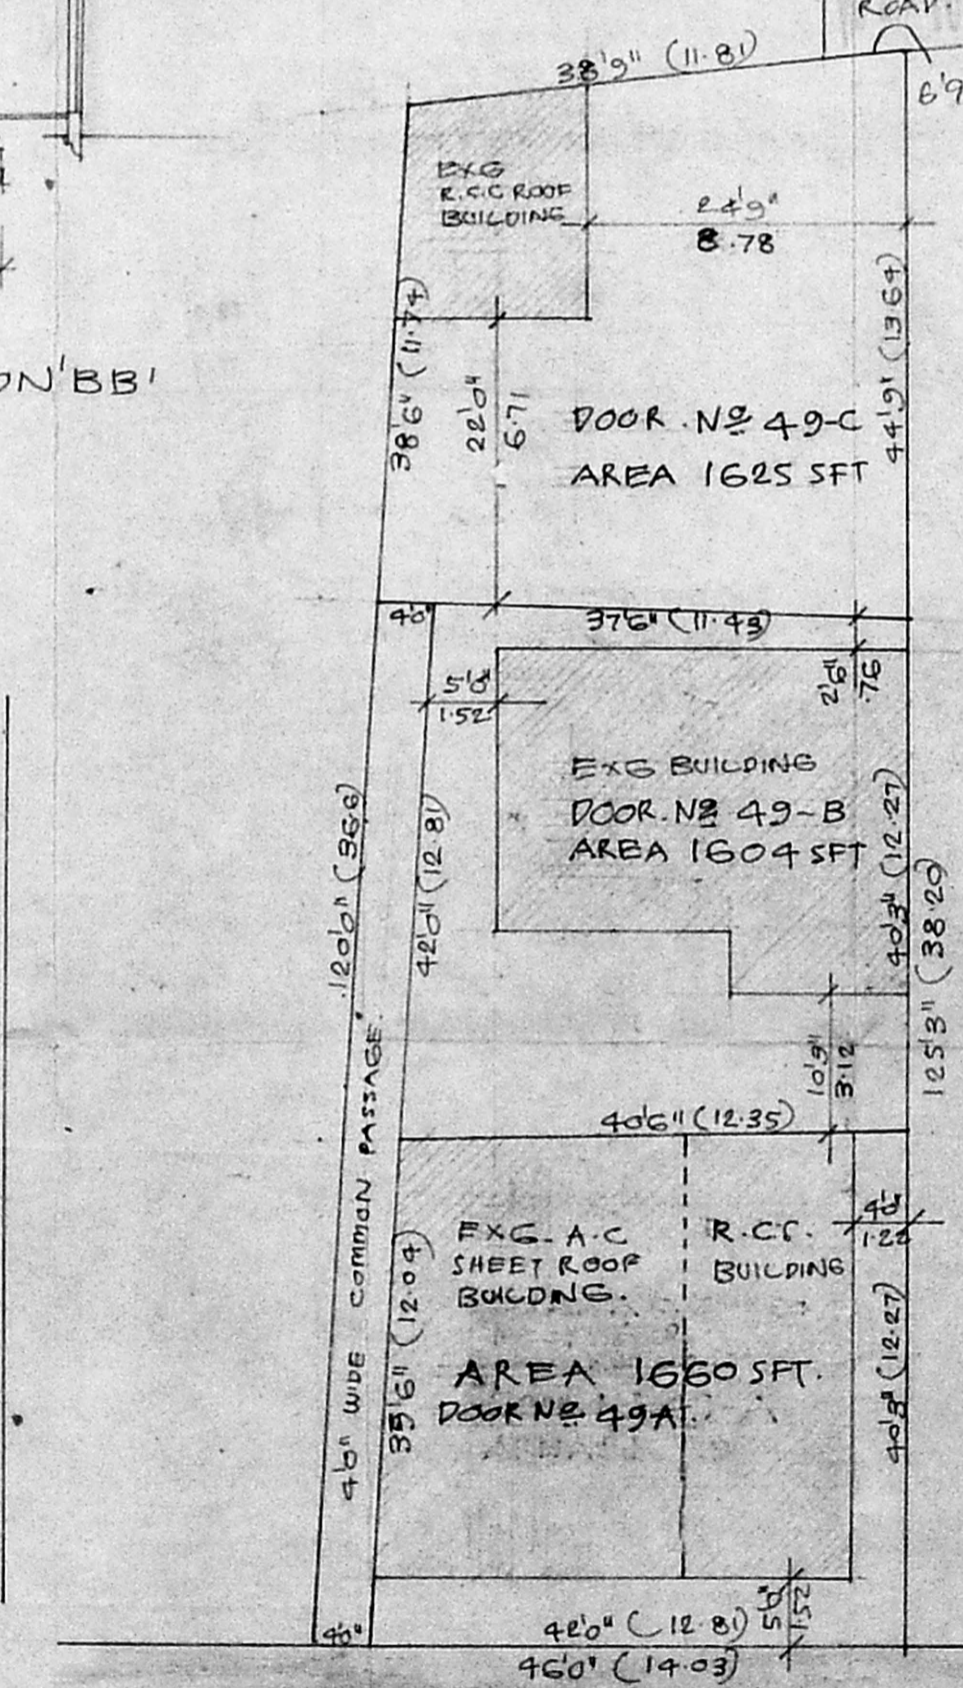 ROAD.
38'9" (11.81)
6'9
EXG
R.C.C ROOF
BUILDING
24'9"
8.78
44'9" (13.64)
38'6" (11.74)
22'0"
6.71
ON 'BB'
DOOR. No 49-C
AREA 1625 SFT
4'0"
37'6" (11.43)
2'6"
.76
5'0"
1.52
EXG BUILDING
DOOR. No 49-B
AREA 1604 SFT
40'3" (12.27)
125'3" (38.20)
120'0" (36.6)
42'0" (12.81)
10'9"
3.12
40'6" (12.35)
4'0"
1.22
EXG. A.C
SHEET ROOF
BUILDING.
R.C.C.
BUILDING
4'0" WIDE COMMON PASSAGE.
35'6" (12.04)
AREA 1660 SFT.
DOOR No 49A.
40'3" (12.27)
5'0"
1.52
4'0"
42'0" (12.81)
46'0" (14.03)